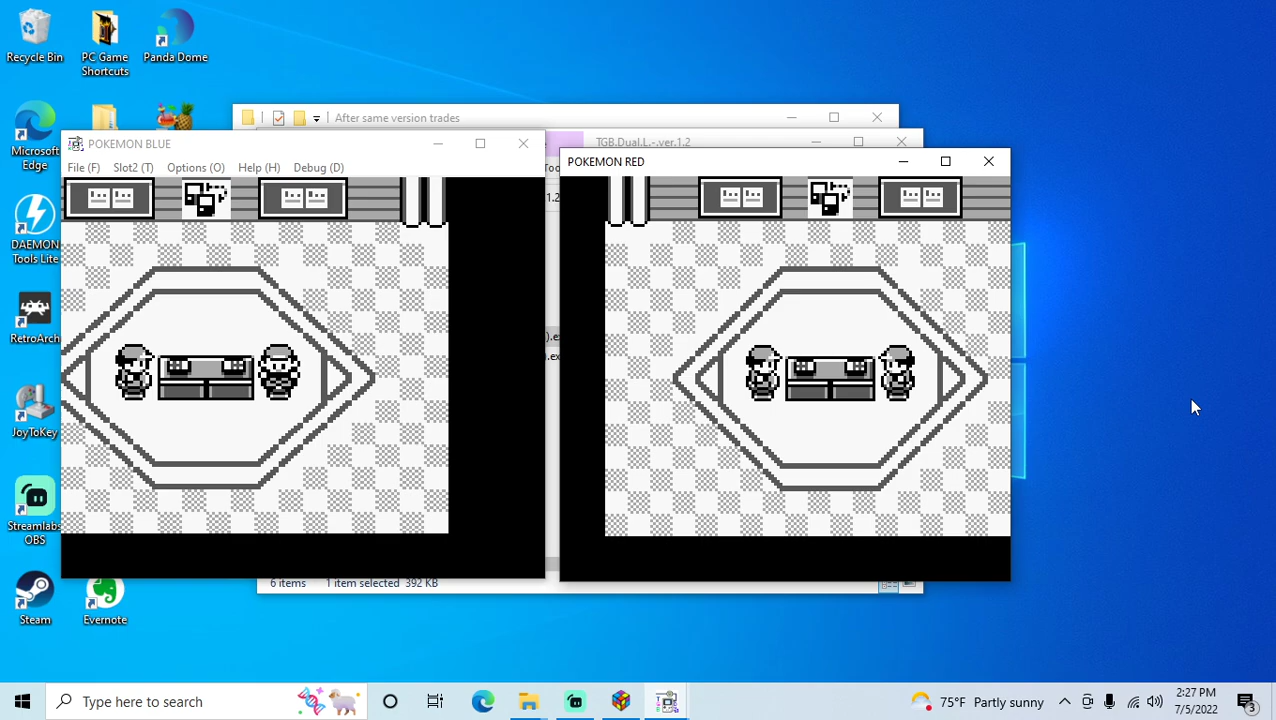 Recycle Bin
PC Game
Shortcuts
Panda Dome
Microsoft
Edge
DAEMON
Tools Lite
RetroArch
JoyToKey
Streamlabs
OBS
Steam
Evernote
After same version trades
TGB.Dual.L.-.ver.1.2
POKEMON BLUE
File (F)
Slot2 (T)
Options (O)
Help (H)
Debug (D)
POKEMON RED
6 items
1 item selected 392 KB
Type here to search
75°F Partly sunny
2:27 PM
7/5/2022
3